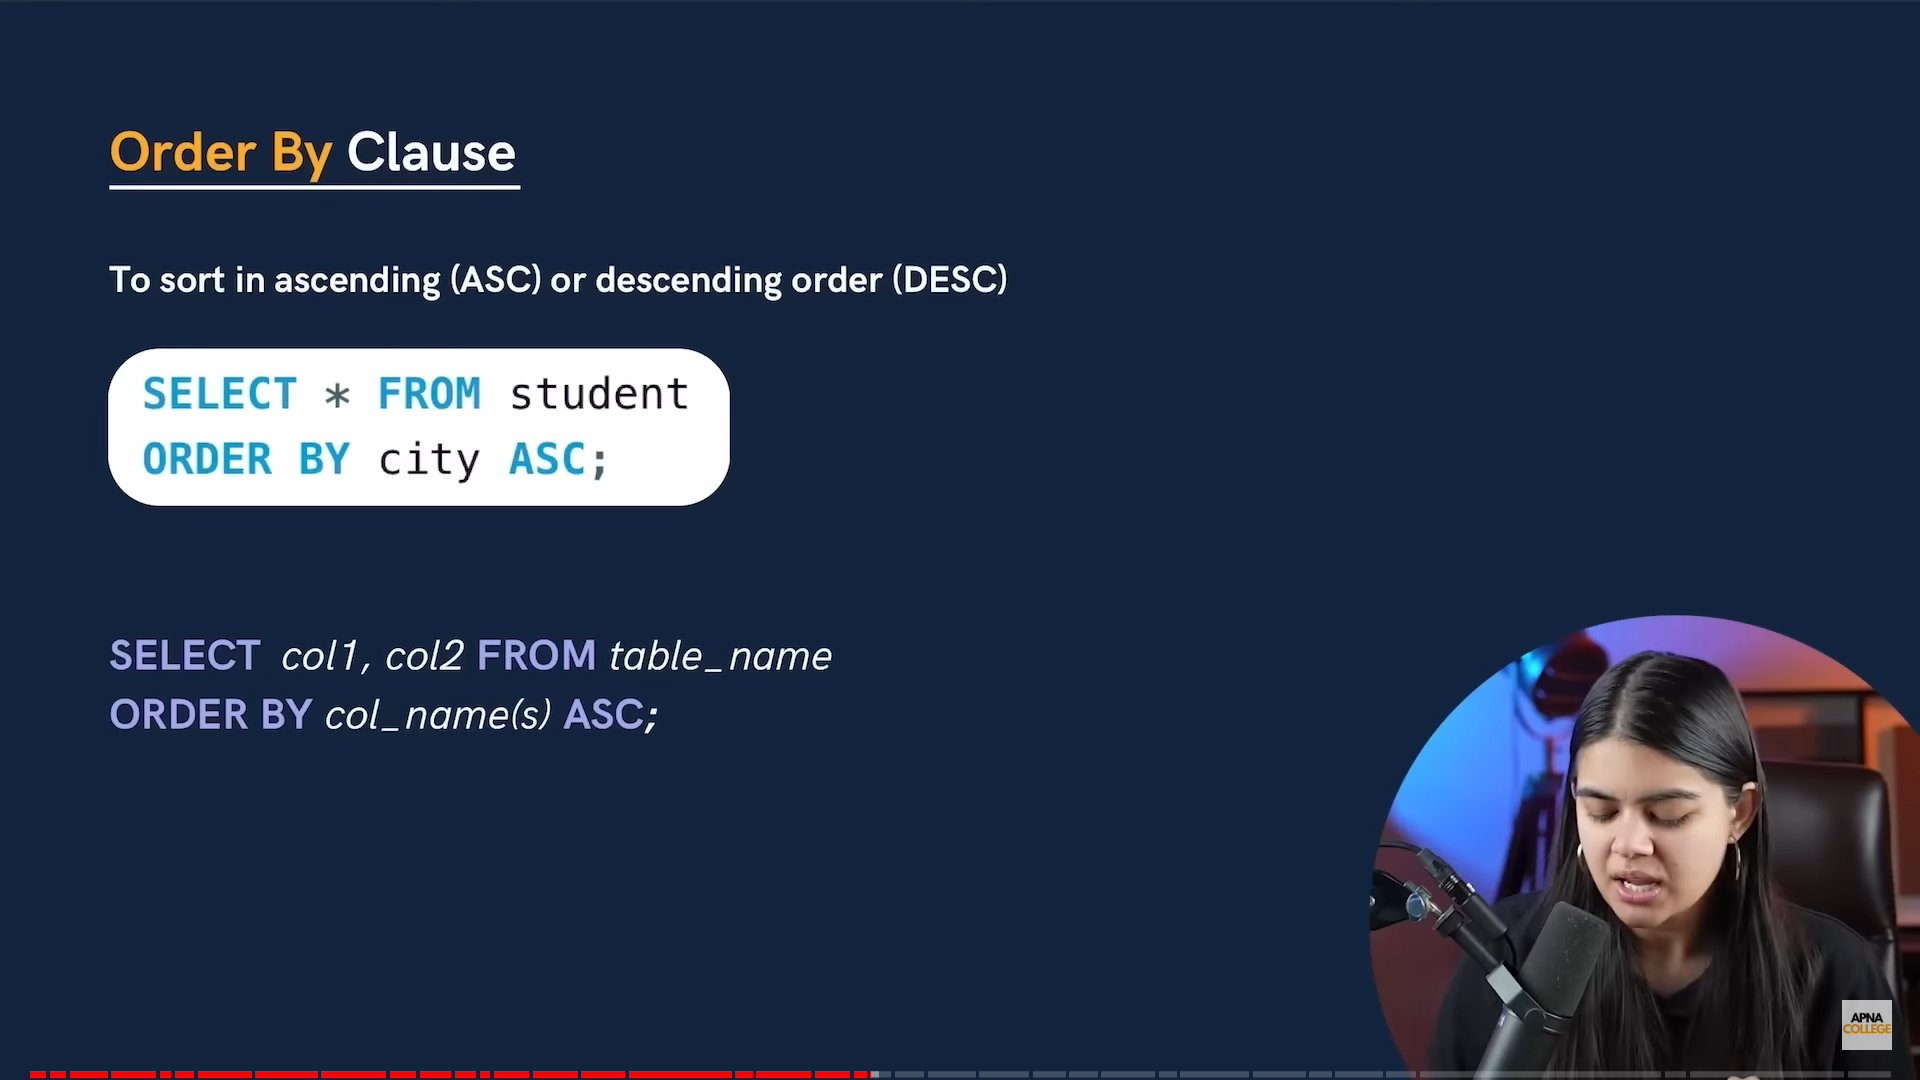 Order By Clause
To sort in ascending (ASC) or descending order (DESC)
SELECT * FROM student
ORDER BY city ASC;
SELECT col1, col2 FROM table_name
ORDER BY col_name(s) ASC;
APNA
COLLEGE